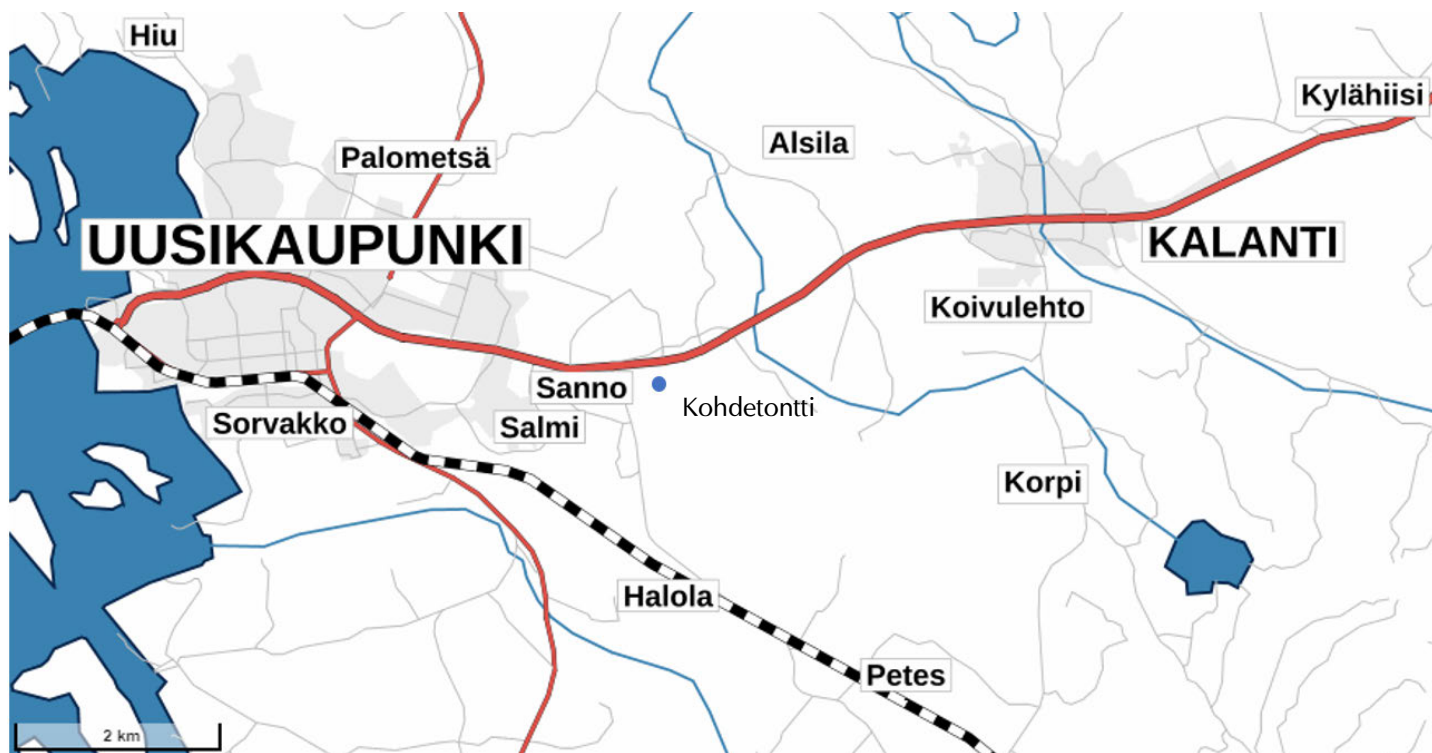 Hiu
Kylähiisi
Alsila
Palometsä
UUSIKAUPUNKI
KALANTI
Koivulehto
Sanno
Kohdetontti
Sorvakko
Salmi
Korpi
Halola
Petes
2 km